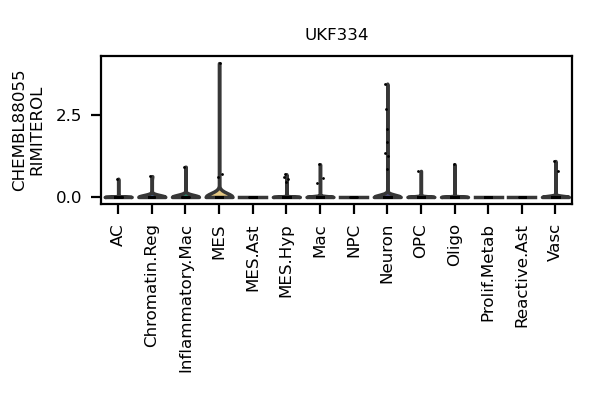 UKF334
CHEMBL88055
RIMITEROL
2.5
0.0
AC
Chromatin.Reg
Inflammatory.Mac
MES
MES.Ast
MES.Hyp
Mac
NPC
Neuron
OPC
Oligo
Prolif.Metab
Reactive.Ast
Vasc